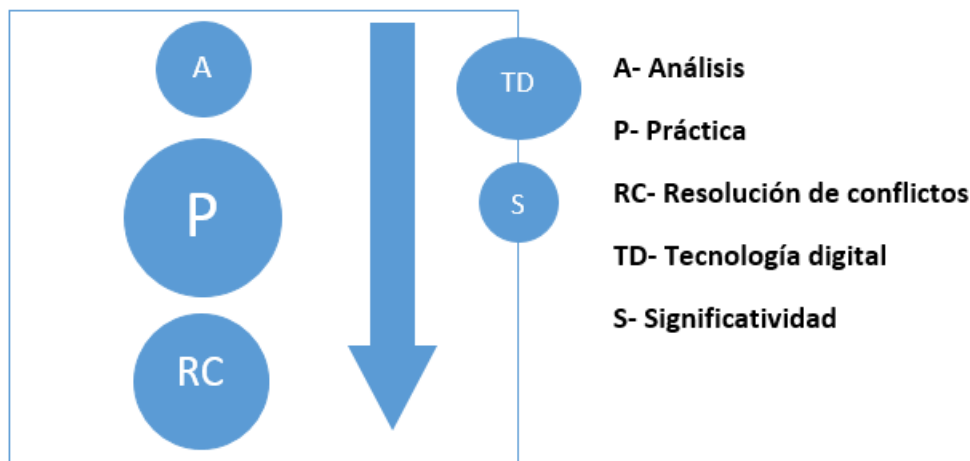 A
P
RC
TD
S
A- Análisis
P- Práctica
RC- Resolución de conflictos
TD- Tecnología digital
S- Significatividad